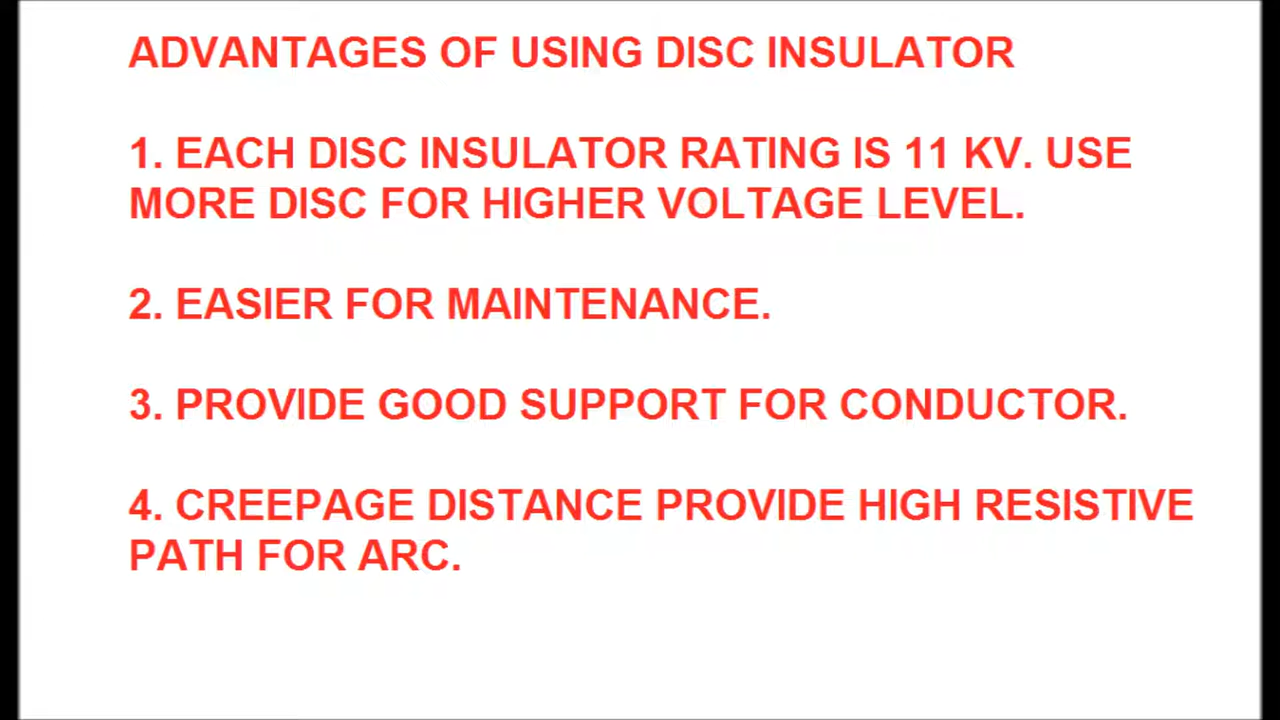 ADVANTAGES OF USING DISC INSULATOR
1. EACH DISC INSULATOR RATING IS 11 KV. USE
MORE DISC FOR HIGHER VOLTAGE LEVEL.
2. EASIER FOR MAINTENANCE.
3. PROVIDE GOOD SUPPORT FOR CONDUCTOR.
4. CREEPAGE DISTANCE PROVIDE HIGH RESISTIVE
PATH FOR ARC.